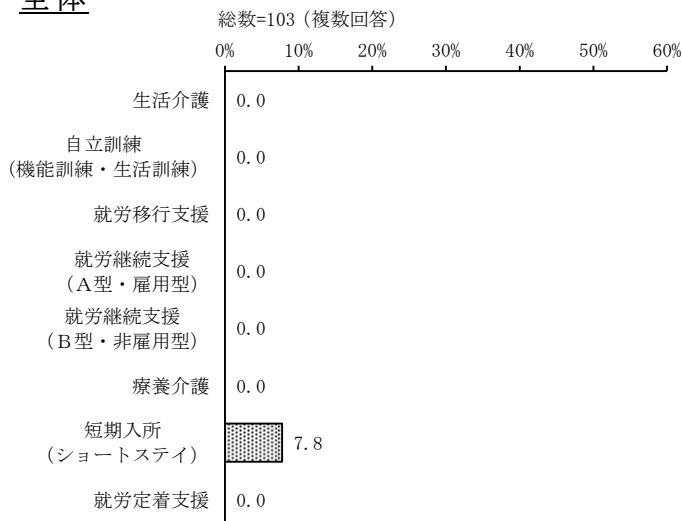 全体
総数=103（複数回答）
0% 10% 20% 30% 40% 50% 60%
生活介護 0.0
自立訓練
（機能訓練・生活訓練） 0.0
就労移行支援 0.0
就労継続支援
（Ａ型・雇用型） 0.0
就労継続支援
（Ｂ型・非雇用型） 0.0
療養介護 0.0
短期入所
（ショートステイ） 7.8
就労定着支援 0.0